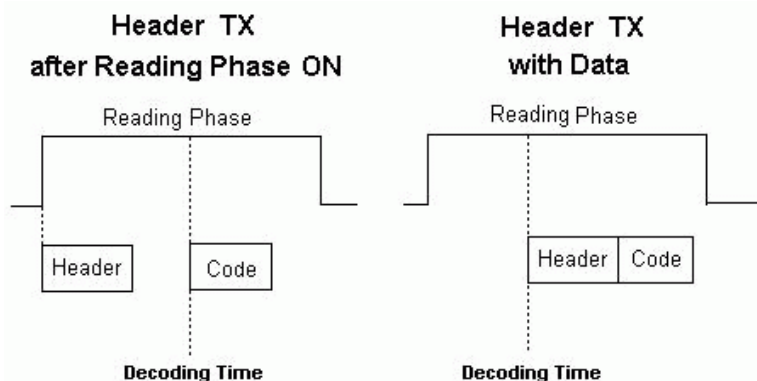 Header TX
after Reading Phase ON
Reading Phase
Header
Code
Decoding Time
Header TX
with Data
Reading Phase
Header
Code
Decoding Time